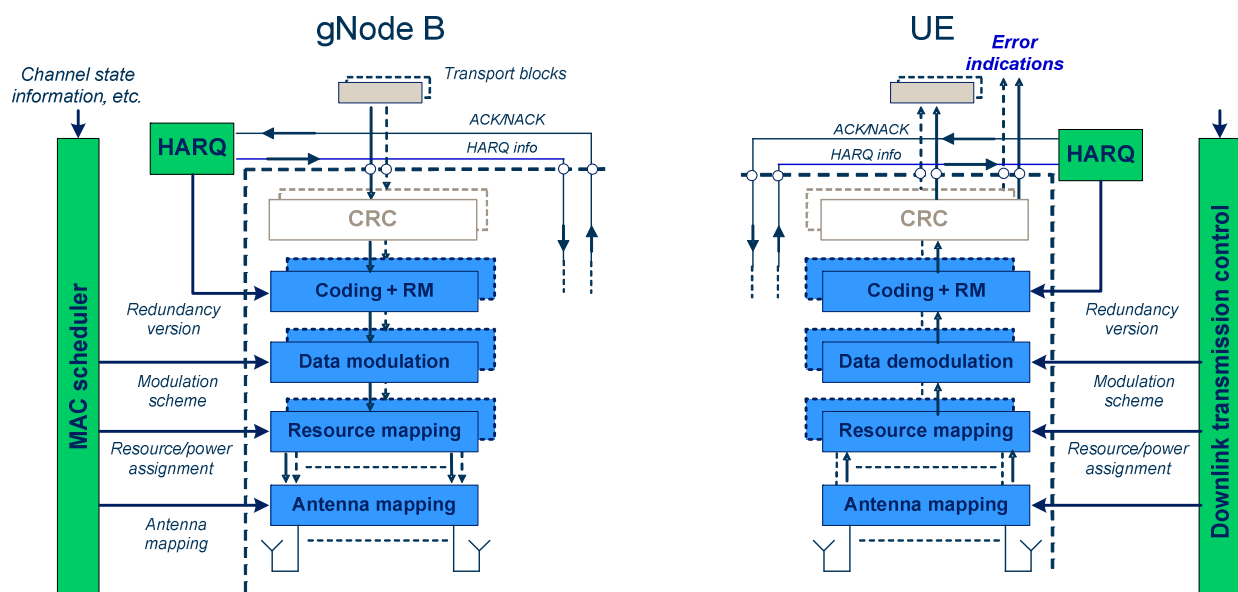 gNode B
UE
Channel state
information, etc.
Transport blocks
Error
indications
HARQ
ACK/NACK
HARQ info
ACK/NACK
HARQ info
HARQ
MAC scheduler
CRC
Coding + RM
Redundancy
version
Data modulation
Modulation
scheme
Resource mapping
Resource/power
assignment
Antenna mapping
Antenna
mapping
CRC
Coding + RM
Redundancy
version
Data demodulation
Modulation
scheme
Resource mapping
Resource/power
assignment
Antenna mapping
Downlink transmission control